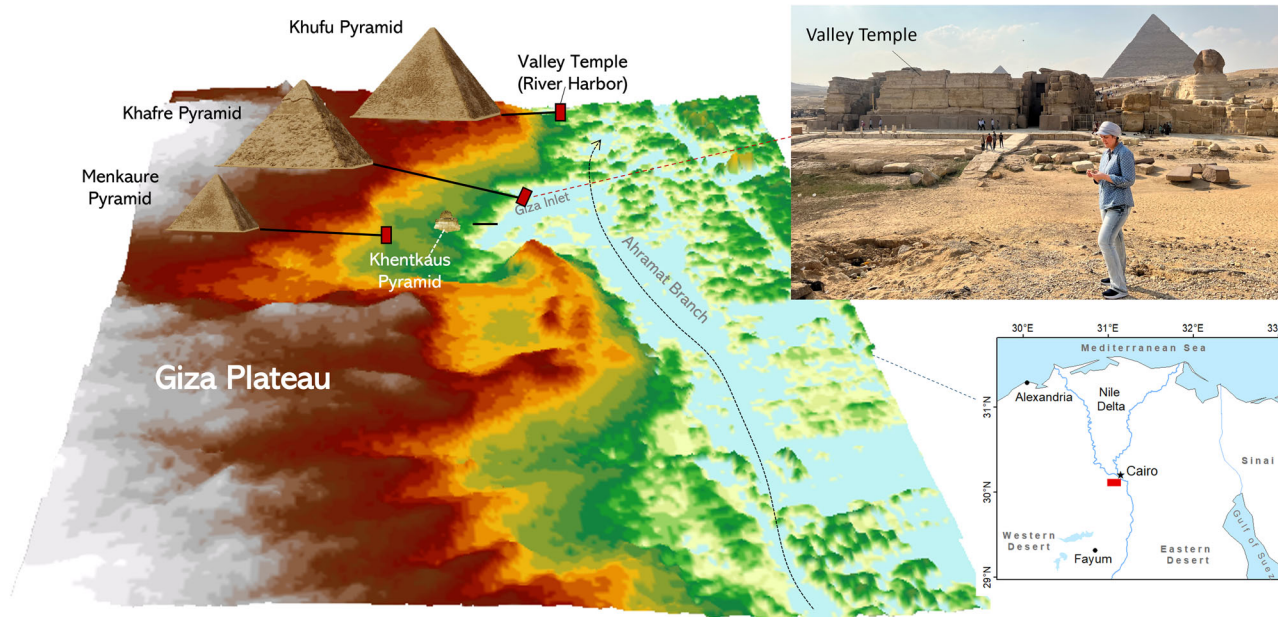 Khufu Pyramid
Valley Temple
(River Harbor)
Khafre Pyramid
Menkaure
Pyramid
Giza Inlet
Khentkaus
Pyramid
Ahramat Branch
Giza Plateau
Valley Temple
30°E
31°E
32°E
33°
Mediterranean Sea
Alexandria
Nile
Delta
31°N
Cairo
Sinai
30°N
Western
Desert
Fayum
Eastern
Desert
Gulf of Suez
29°N